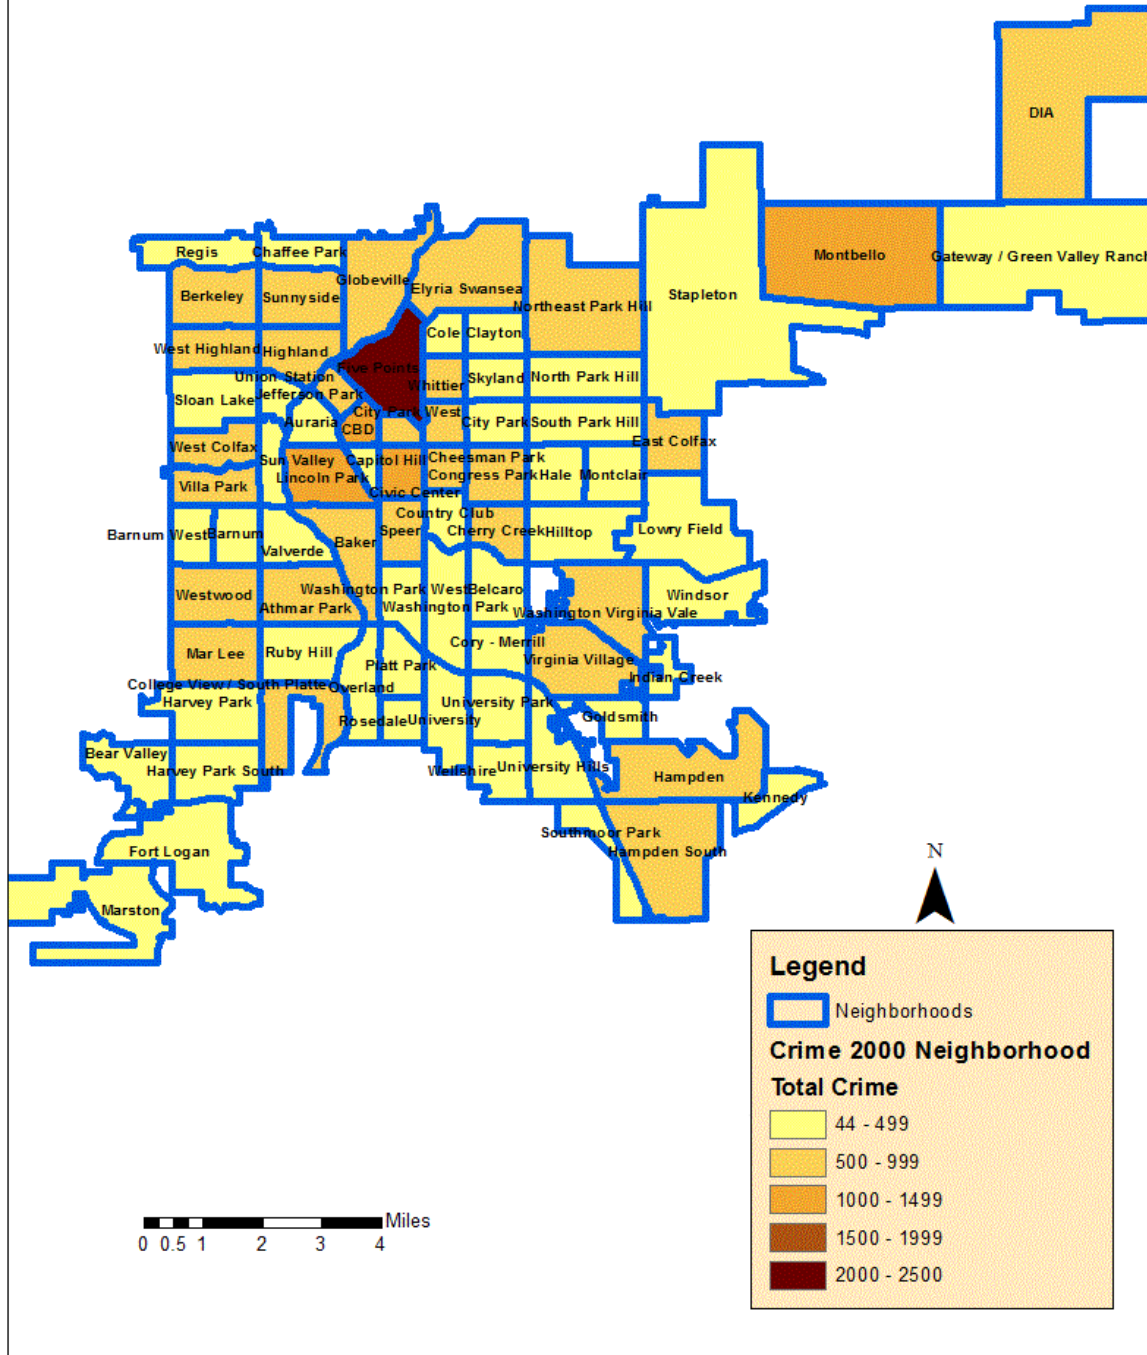 DIA
Montbello
Gateway / Green Valley Ranch
Regis
Chaffee Park
Globeville
Elyria Swansea
Stapleton
Berkeley
Sunnyside
Northeast Park Hill
West Highland
Highland
Cole
Clayton
Five Points
Union Station
Jefferson Park
Whittier
Skyland
North Park Hill
Sloan Lake
Auraria
CBD
City Park West
City Park
South Park Hill
East Colfax
West Colfax
Sun Valley
Lincoln Park
Capitol Hill
Cheesman Park
Congress Park
Hale
Montclair
Villa Park
Civic Center
Country Club
Barnum West
Barnum
Valverde
Baker
Speer
Cherry Creek
Hilltop
Lowry Field
Westwood
Athmar Park
Washington Park West
Washington Park
Belcaro
Washington Virginia Vale
Windsor
Mar Lee
Ruby Hill
Platt Park
Cory - Merrill
Virginia Village
Indian Creek
College View / South Platte
Overland
Harvey Park
Rosedale
University
University Park
Goldsmith
Bear Valley
Harvey Park South
Wellshire
University Hills
Hampden
Kennedy
Fort Logan
Southmoor Park
Hampden South
Marston
N
Legend
Neighborhoods
Crime 2000 Neighborhood
Total Crime
44 - 499
500 - 999
1000 - 1499
1500 - 1999
2000 - 2500
Miles
0 0.5 1 2 3 4